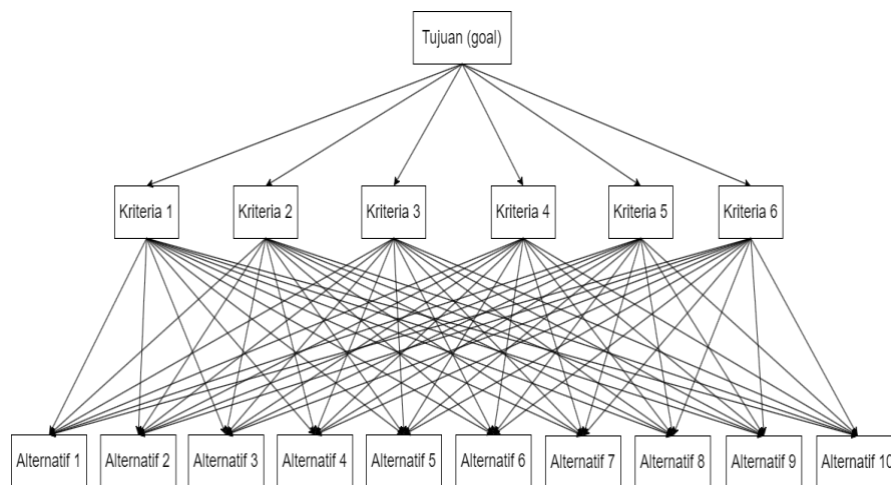 Tujuan (goal)
Kriteria 1
Kriteria 2
Kriteria 3
Kriteria 4
Kriteria 5
Kriteria 6
Alternatif 1
Alternatif 2
Alternatif 3
Alternatif 4
Alternatif 5
Alternatif 6
Alternatif 7
Alternatif 8
Alternatif 9
Alternatif 10